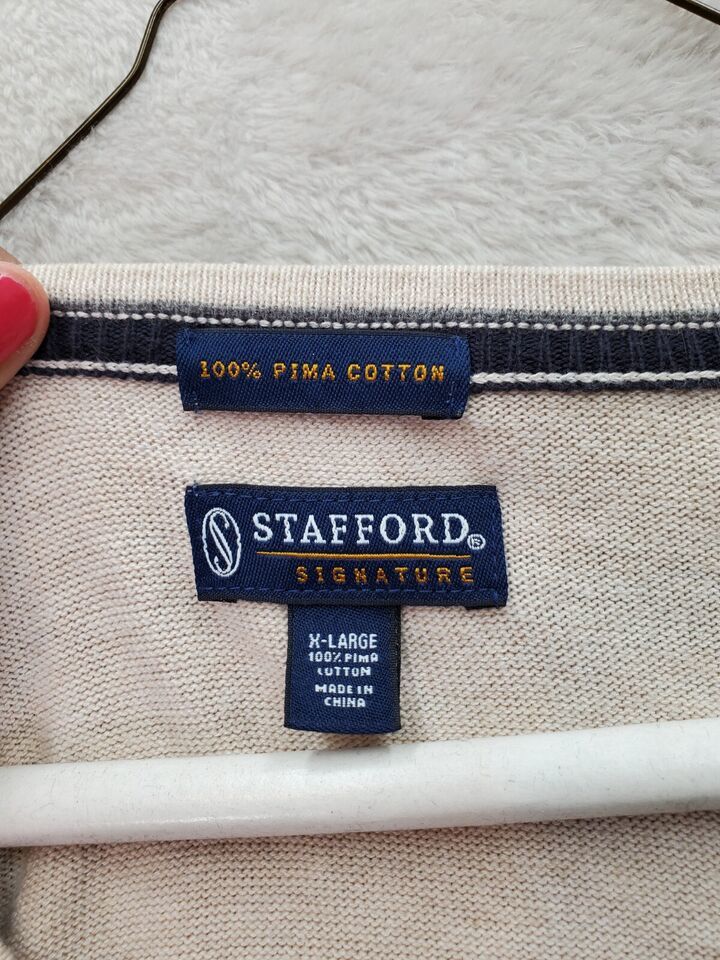 100% PIMA COTTON
S STAFFORD®
SIGNATURE
X-LARGE
100% PIMA
COTTON
MADE IN
CHINA